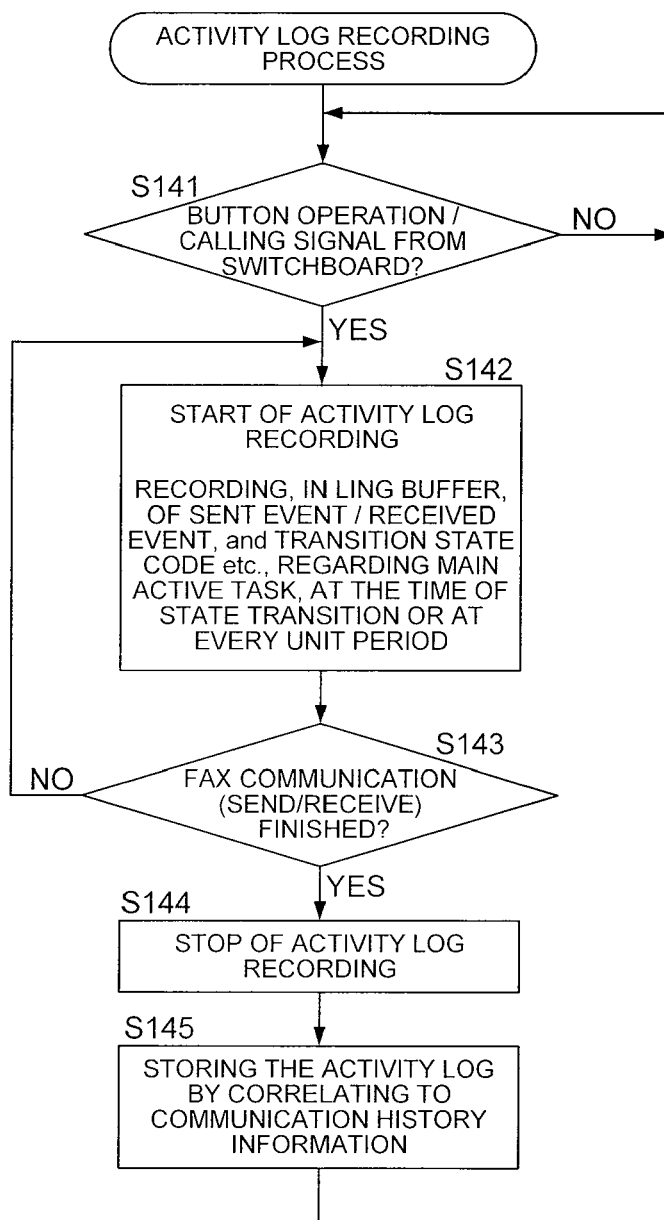 ACTIVITY LOG RECORDING
PROCESS
S141
BUTTON OPERATION /
CALLING SIGNAL FROM
SWITCHBOARD?
NO
YES
S142
START OF ACTIVITY LOG
RECORDING
RECORDING, IN LING BUFFER,
OF SENT EVENT / RECEIVED
EVENT, and TRANSITION STATE
CODE etc., REGARDING MAIN
ACTIVE TASK, AT THE TIME OF
STATE TRANSITION OR AT
EVERY UNIT PERIOD
S143
NO
FAX COMMUNICATION
(SEND/RECEIVE)
FINISHED?
YES
S144
STOP OF ACTIVITY LOG
RECORDING
S145
STORING THE ACTIVITY LOG
BY CORRELATING TO
COMMUNICATION HISTORY
INFORMATION